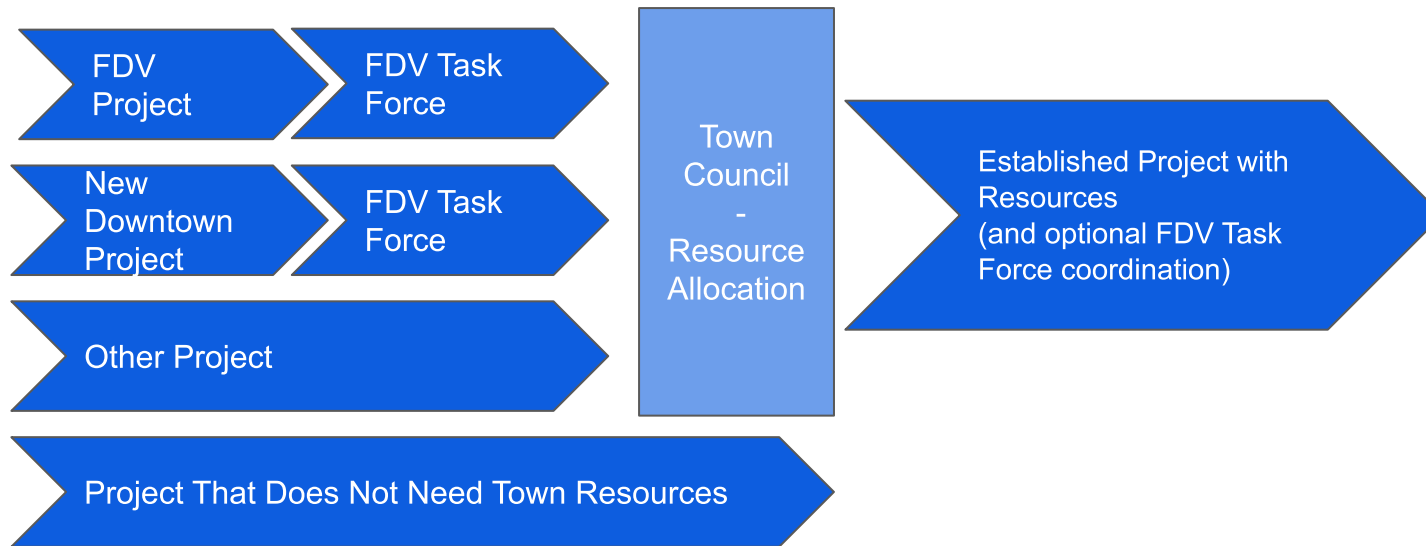 FDV
Project
FDV Task
Force
New
Downtown
Project
FDV Task
Force
Other Project
Project That Does Not Need Town Resources
Town
Council
-
Resource
Allocation
Established Project with
Resources
(and optional FDV Task
Force coordination)